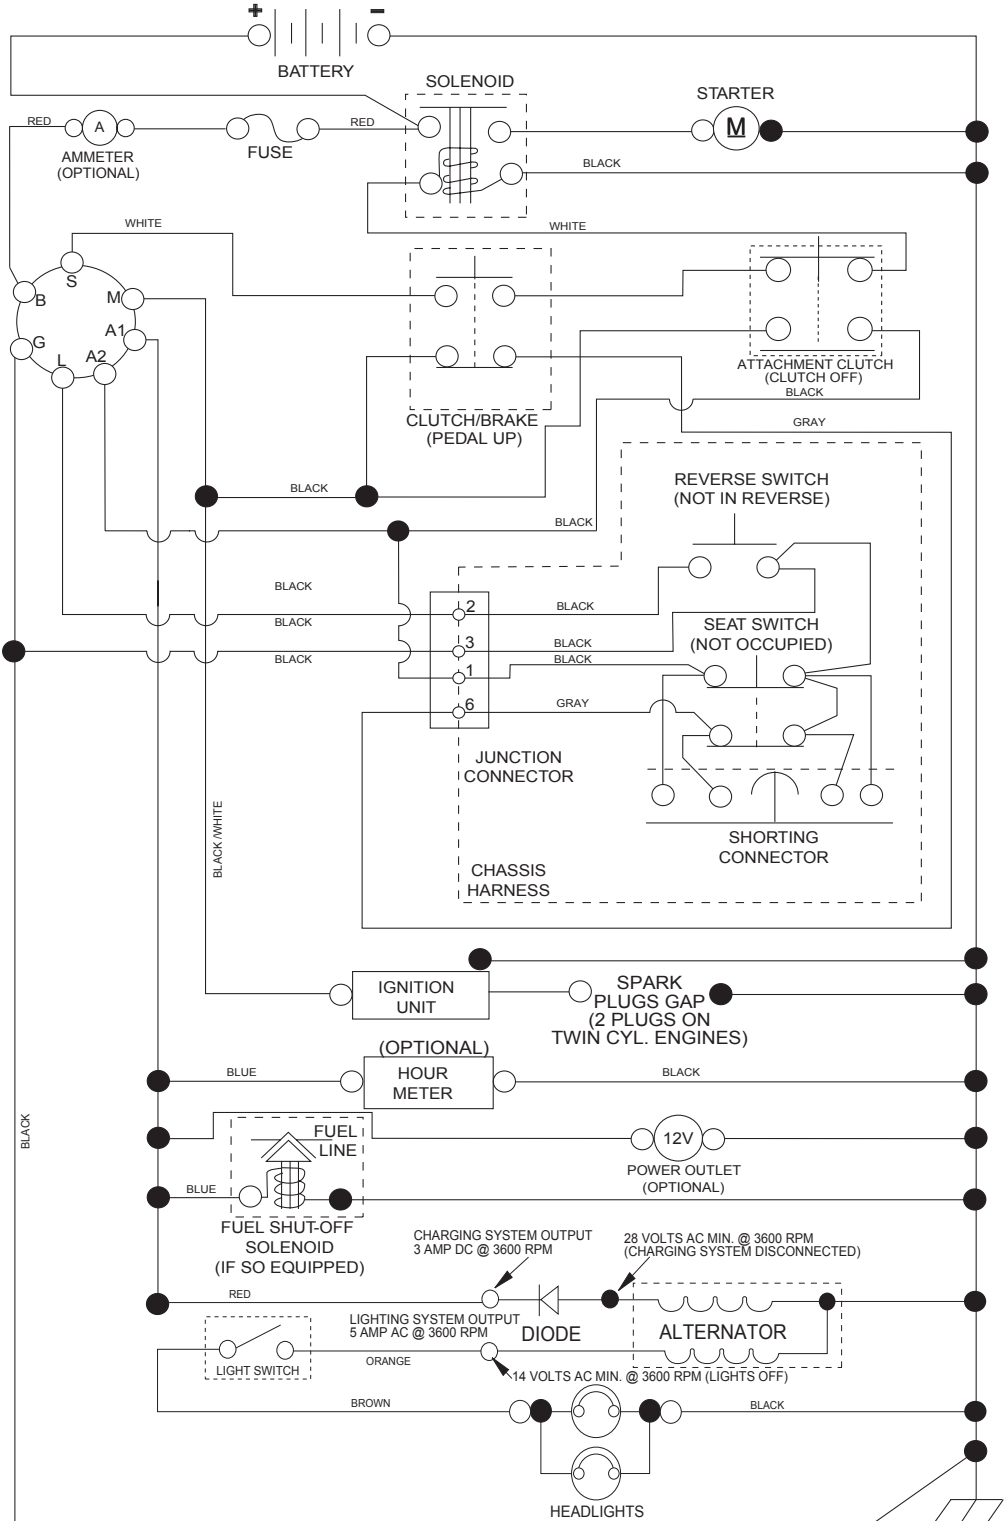 + -
BATTERY
SOLENOID
STARTER
RED
A
RED
M
AMMETER
(OPTIONAL)
FUSE
BLACK
WHITE
WHITE
S
B
M
A1
G
L
A2
ATTACHMENT CLUTCH
(CLUTCH OFF)
BLACK
CLUTCH/BRAKE
(PEDAL UP)
GRAY
REVERSE SWITCH
(NOT IN REVERSE)
BLACK
BLACK
BLACK
2
BLACK
BLACK
SEAT SWITCH
(NOT OCCUPIED)
3
BLACK
BLACK
BLACK
1
6
GRAY
JUNCTION
CONNECTOR
BLACK/WHITE
SHORTING
CONNECTOR
CHASSIS
HARNESS
IGNITION
UNIT
SPARK
PLUGS GAP
(2 PLUGS ON
TWIN CYL. ENGINES)
(OPTIONAL)
HOUR
METER
BLUE
BLACK
BLACK
FUEL
LINE
12V
POWER OUTLET
(OPTIONAL)
BLUE
FUEL SHUT-OFF
SOLENOID
(IF SO EQUIPPED)
CHARGING SYSTEM OUTPUT
3 AMP DC @ 3600 RPM
28 VOLTS AC MIN. @ 3600 RPM
(CHARGING SYSTEM DISCONNECTED)
RED
LIGHTING SYSTEM OUTPUT
5 AMP AC @ 3600 RPM
DIODE
ALTERNATOR
LIGHT SWITCH
ORANGE
14 VOLTS AC MIN. @ 3600 RPM (LIGHTS OFF)
BROWN
BLACK
HEADLIGHTS